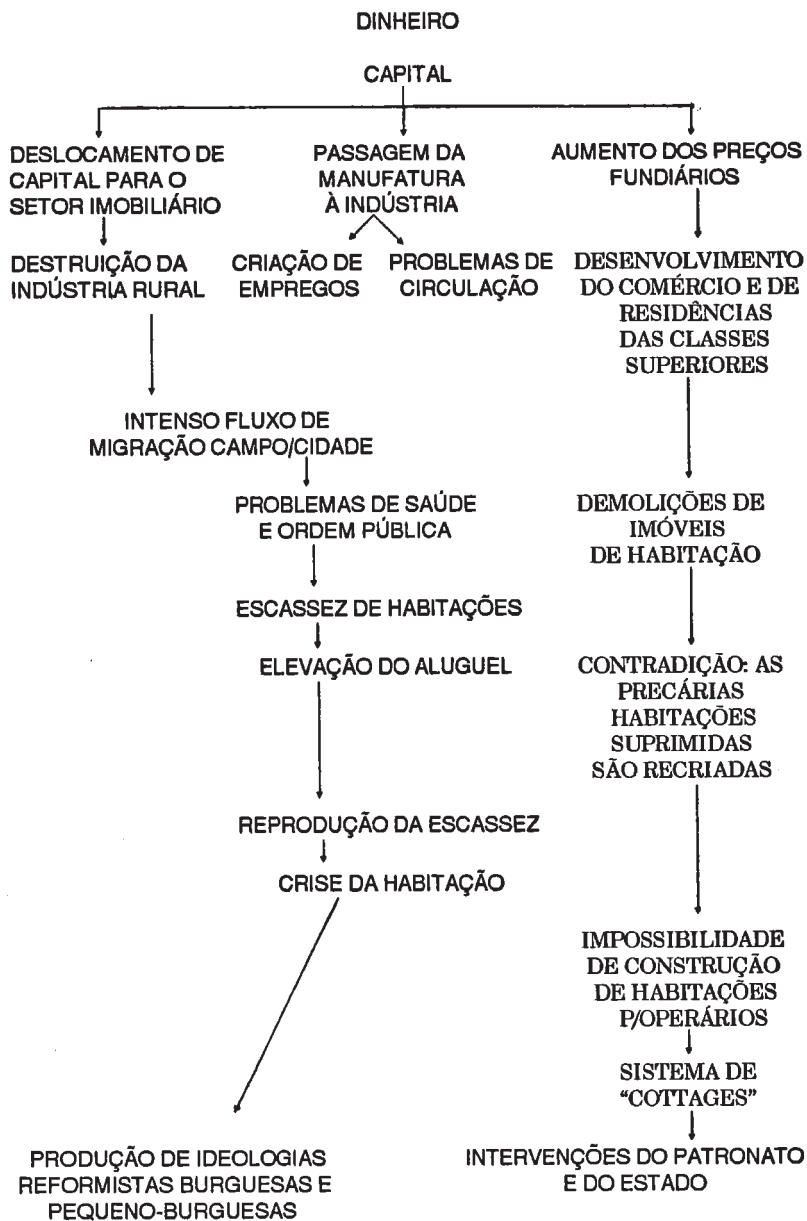 DINHEIRO
CAPITAL
DESLOCAMENTO DE
CAPITAL PARA O
SETOR IMOBILIÁRIO
PASSAGEM DA
MANUFATURA
À INDÚSTRIA
AUMENTO DOS PREÇOS
FUNDIÁRIOS
DESTRUIÇÃO DA
INDÚSTRIA RURAL
CRIAÇÃO DE
EMPREGOS
PROBLEMAS DE
CIRCULAÇÃO
DESENVOLVIMENTO
DO COMÉRCIO E DE
RESIDÊNCIAS
DAS CLASSES
SUPERIORES
INTENSO FLUXO DE
MIGRAÇÃO CAMPO/CIDADE
PROBLEMAS DE SAÚDE
E ORDEM PÚBLICA
DEMOLIÇÕES DE
IMÓVEIS
DE HABITAÇÃO
ESCASSEZ DE HABITAÇÕES
ELEVAÇÃO DO ALUGUEL
CONTRADIÇÃO: AS
PRECÁRIAS
HABITAÇÕES
SUPRIMIDAS
SÃO RECRIADAS
REPRODUÇÃO DA ESCASSEZ
CRISE DA HABITAÇÃO
IMPOSSIBILIDADE
DE CONSTRUÇÃO
DE HABITAÇÕES
P/OPERÁRIOS
SISTEMA DE
“COTTAGES”
PRODUÇÃO DE IDEOLOGIAS
REFORMISTAS BURGUESAS E
PEQUENO-BURGUESAS
INTERVENÇÕES DO PATRONATO
E DO ESTADO